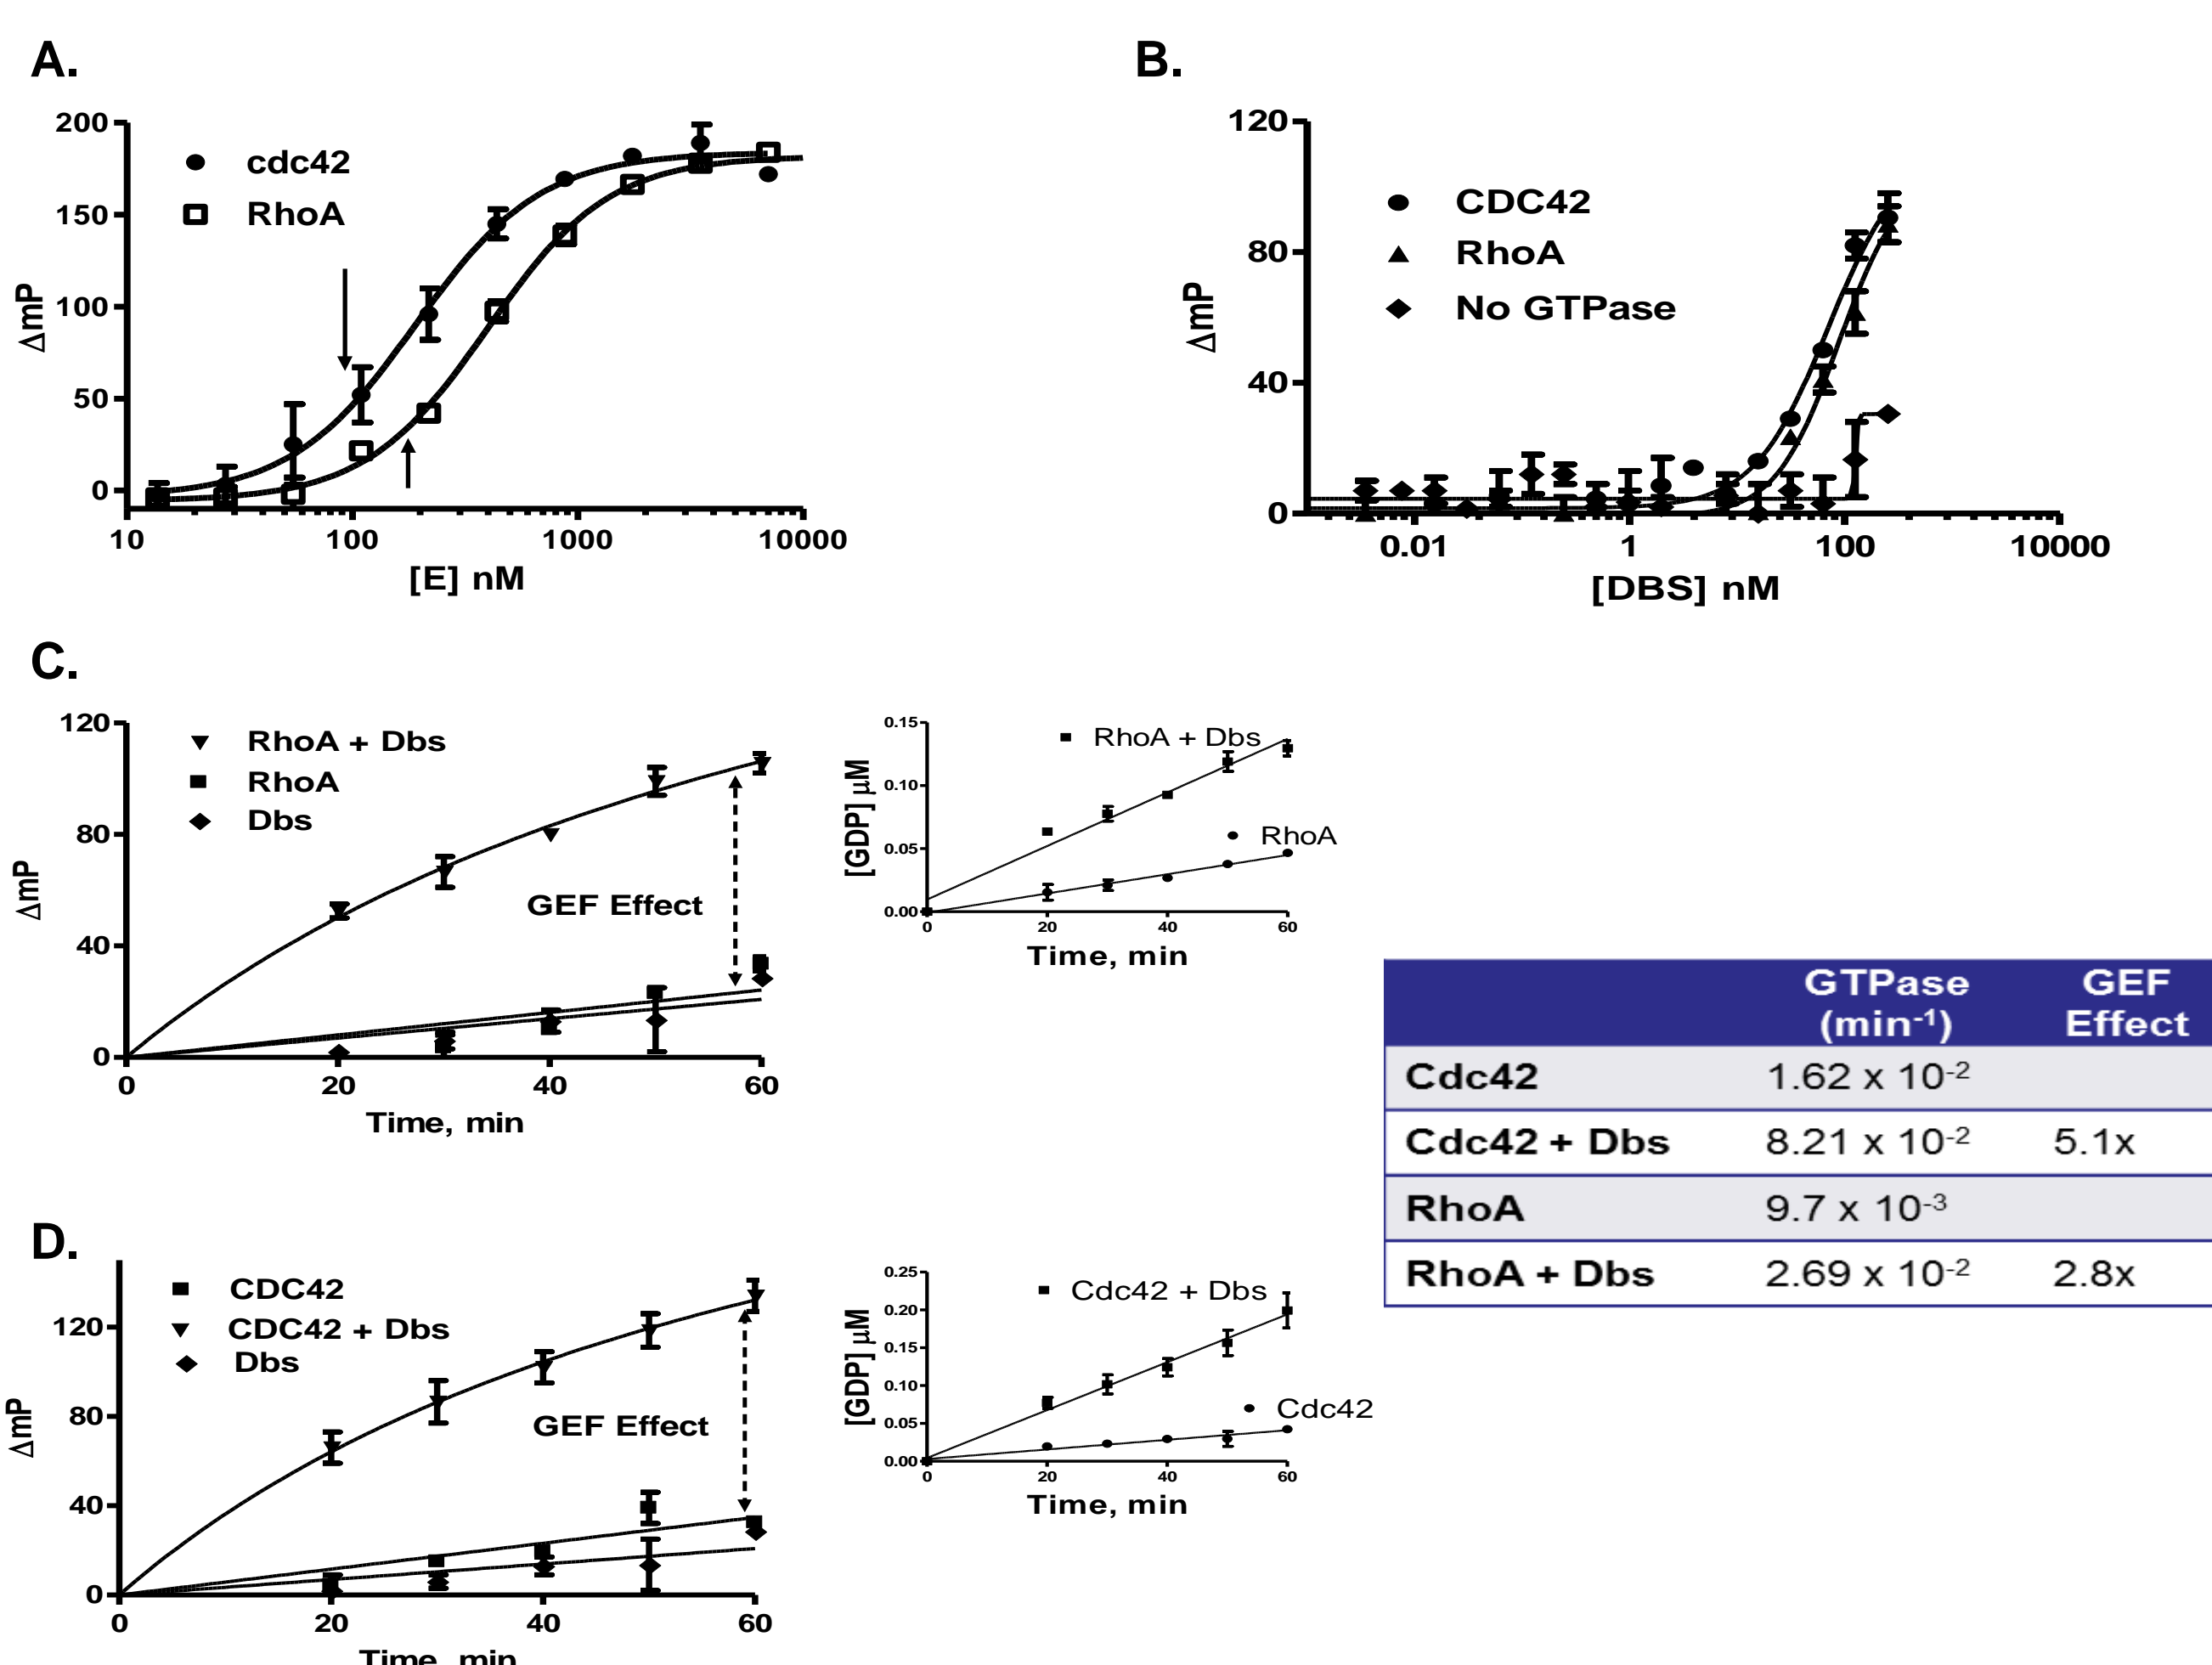 A.
200
150
100
50
0
cdc42
RhoA
ΔmP
10
100
1000
10000
[E] nM
B.
120
80
40
0
CDC42
RhoA
No GTPase
ΔmP
0.01
1
100
10000
[DBS] nM
C.
120
80
40
0
RhoA + Dbs
RhoA
Dbs
GEF Effect
ΔmP
0
20
40
60
Time, min
0.15
0.10
0.05
0.00
RhoA + Dbs
RhoA
[GDP] µM
0
20
40
60
Time, min
GTPase GEF
(min-1) Effect
Cdc42 1.62 x 10-2
Cdc42 + Dbs 8.21 x 10-2 5.1x
RhoA 9.7 x 10-3
RhoA + Dbs 2.69 x 10-2 2.8x
D.
120
80
40
0
CDC42
CDC42 + Dbs
Dbs
GEF Effect
ΔmP
0
20
40
60
Time, min
0.25
0.20
0.15
0.10
0.05
0.00
Cdc42 + Dbs
Cdc42
[GDP] µM
0
20
40
60
Time, min